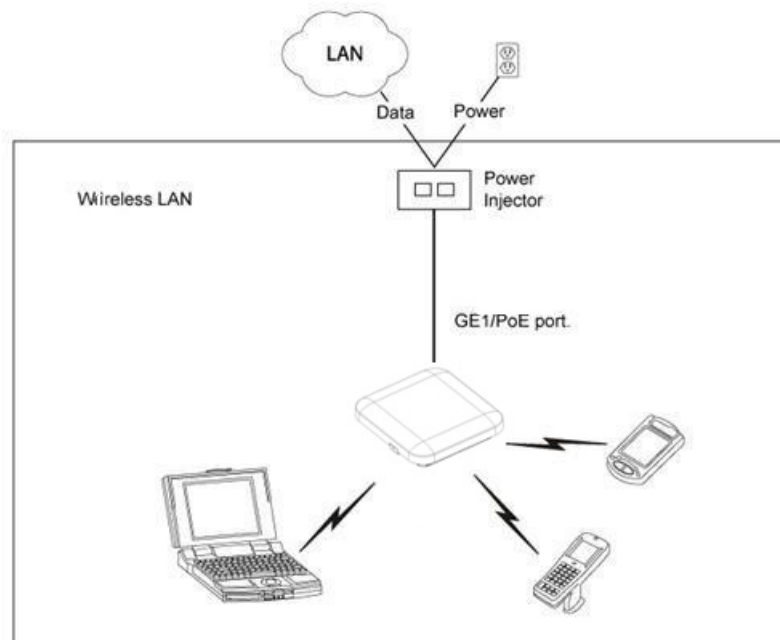 LAN
Data
Power
Power
Injector
Wireless LAN
GE1/PoE port.